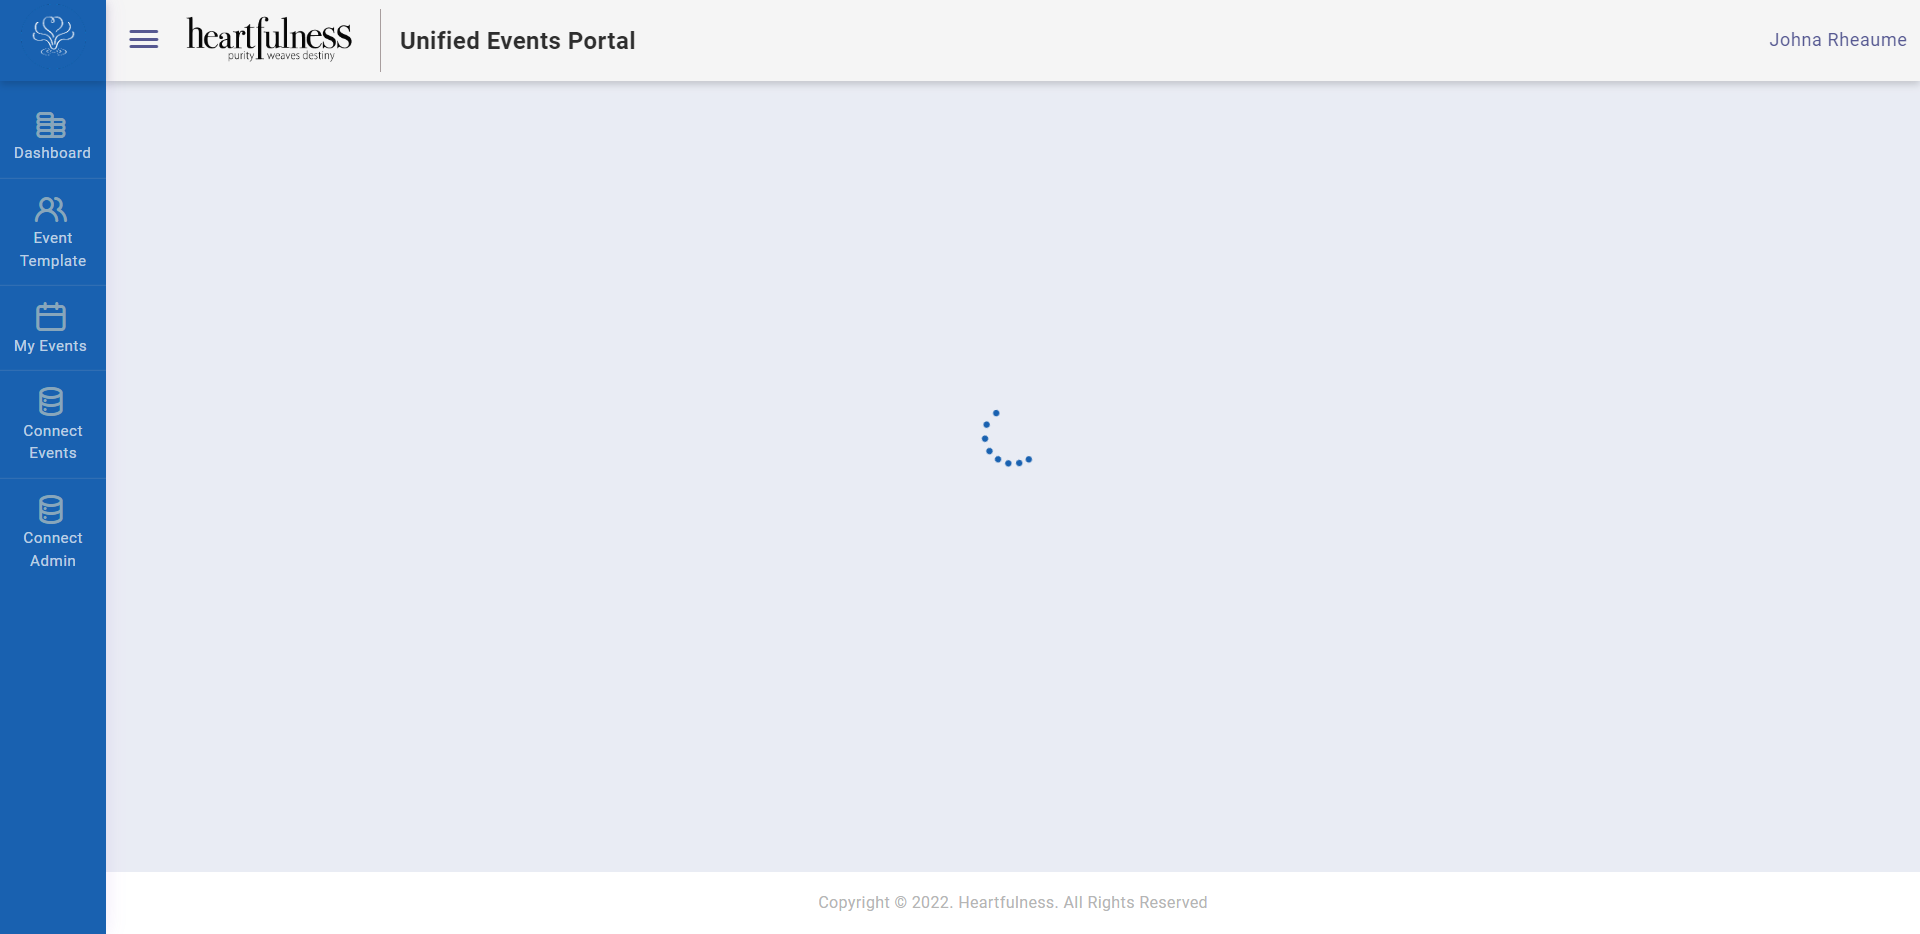 heartfulness
purity weaves destiny
Unified Events Portal
Johna Rheaume
Dashboard
Event
Template
My Events
Connect
Events
Connect
Admin
Copyright © 2022. Heartfulness. All Rights Reserved